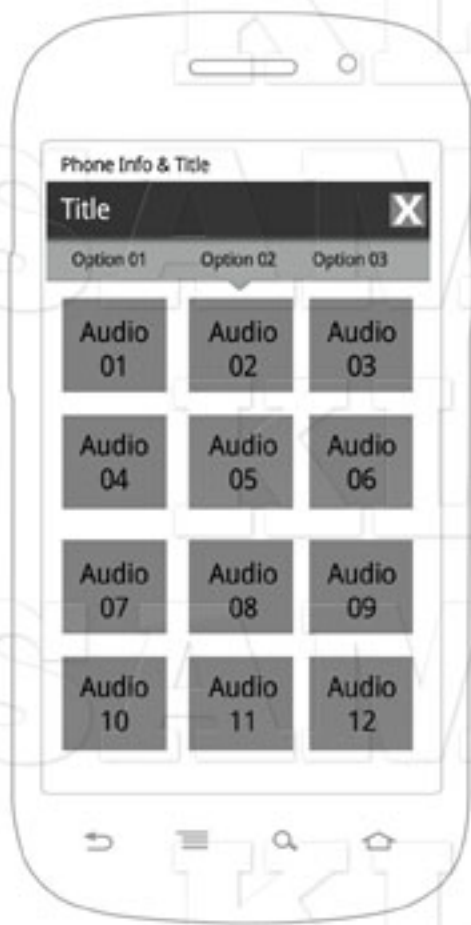 Phone Info & Title
Title X
Option 01 Option 02 Option 03
Audio 01
Audio 02
Audio 03
Audio 04
Audio 05
Audio 06
Audio 07
Audio 08
Audio 09
Audio 10
Audio 11
Audio 12